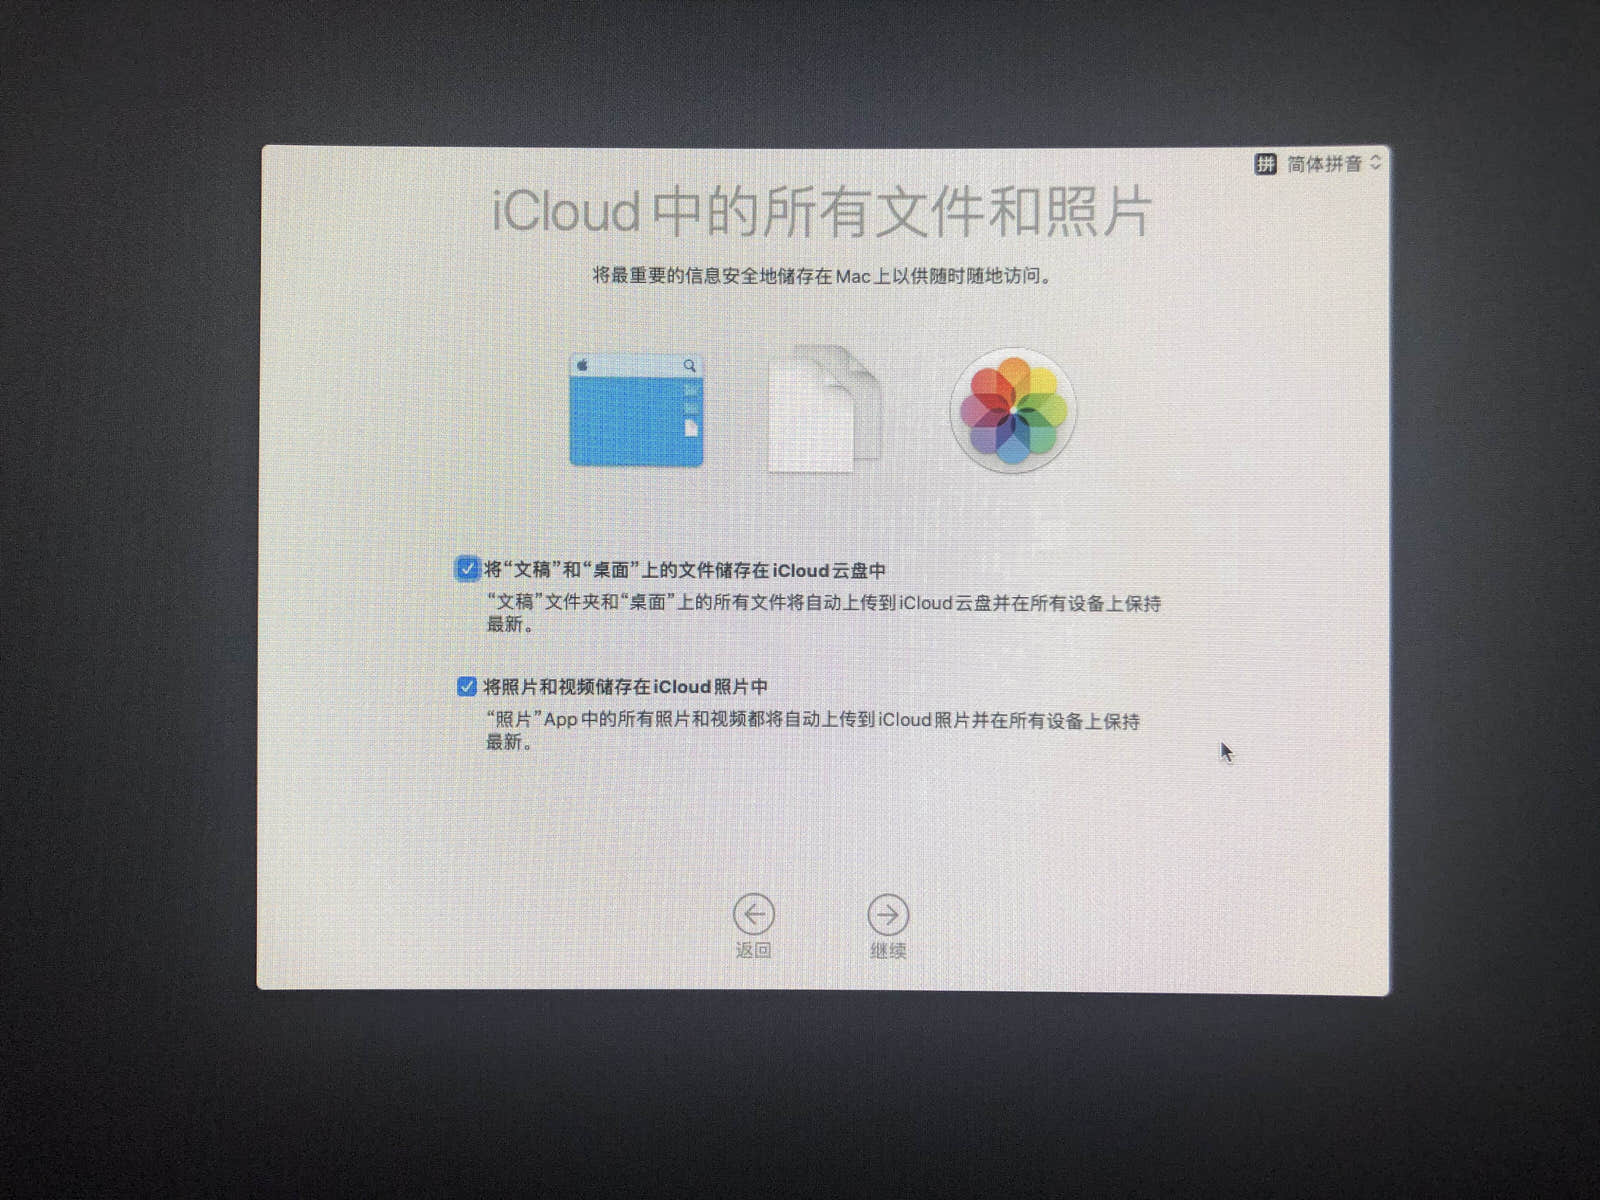 拼 简体拼音
iCloud 中的所有文件和照片
将最重要的信息安全地储存在 Mac 上以供随时随地访问。
将“文稿”和“桌面”上的文件储存在 iCloud 云盘中
“文稿”文件夹和“桌面”上的所有文件将自动上传到 iCloud 云盘并在所有设备上保持
最新。
将照片和视频储存在 iCloud 照片中
“照片”App 中的所有照片和视频都将自动上传到 iCloud 照片并在所有设备上保持
最新。
返回 继续